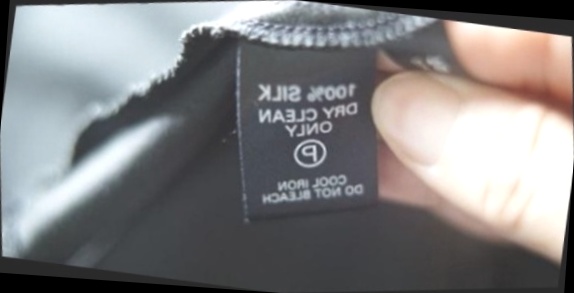 100% SILK
DRY CLEAN
ONLY
P
COOL IRON
DO NOT BLEACH